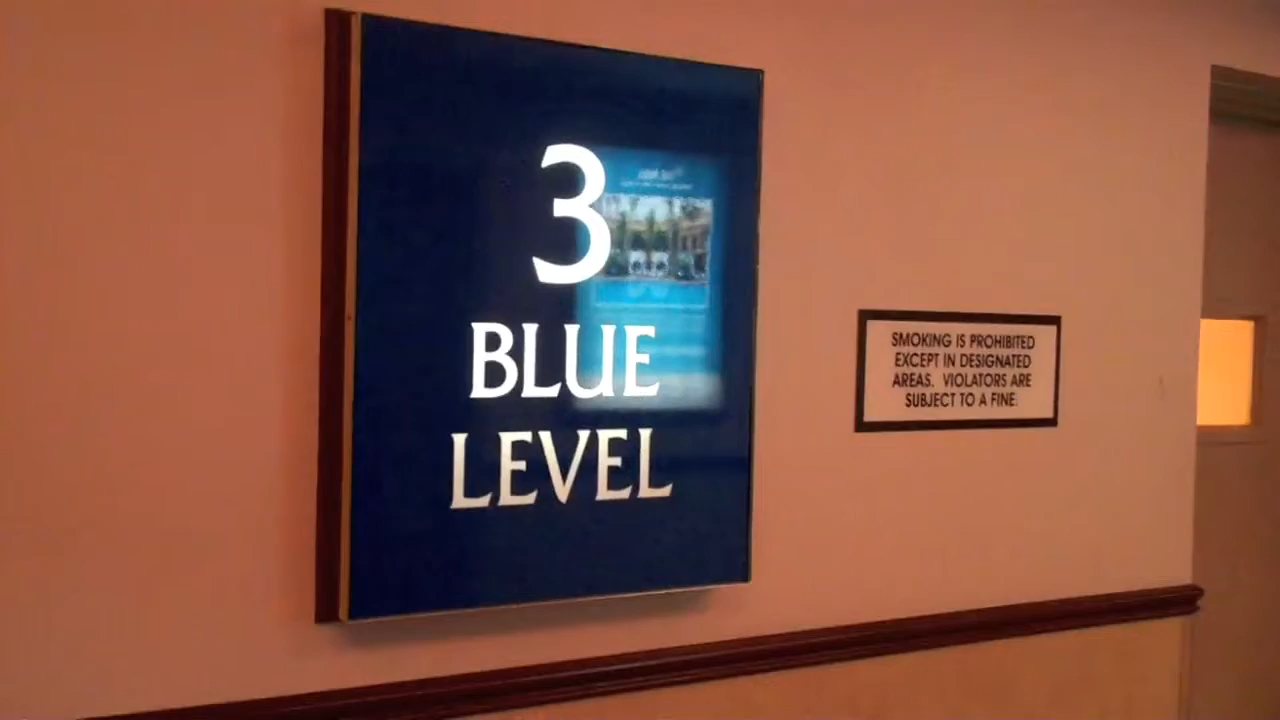 3
BLUE
LEVEL
SMOKING IS PROHIBITED
EXCEPT IN DESIGNATED
AREAS. VIOLATORS ARE
SUBJECT TO A FINE.